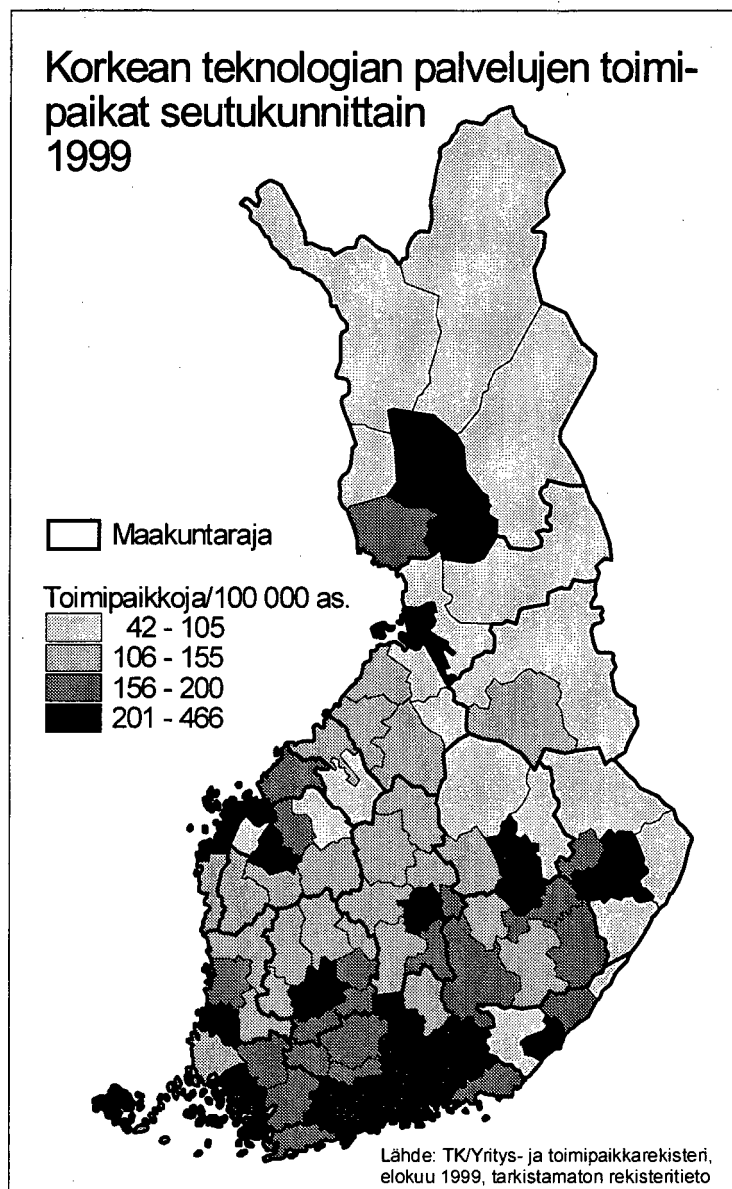 Korkean teknologian palvelujen toimi-
paikat seutukunnittain
1999
Maakuntaraja
Toimipaikkoja/100 000 as.
42 - 105
106 - 155
156 - 200
201 - 466
Lähde: TK/Yritys- ja toimipaikkarekisteri,
elokuu 1999, tarkistamaton rekisteritieto